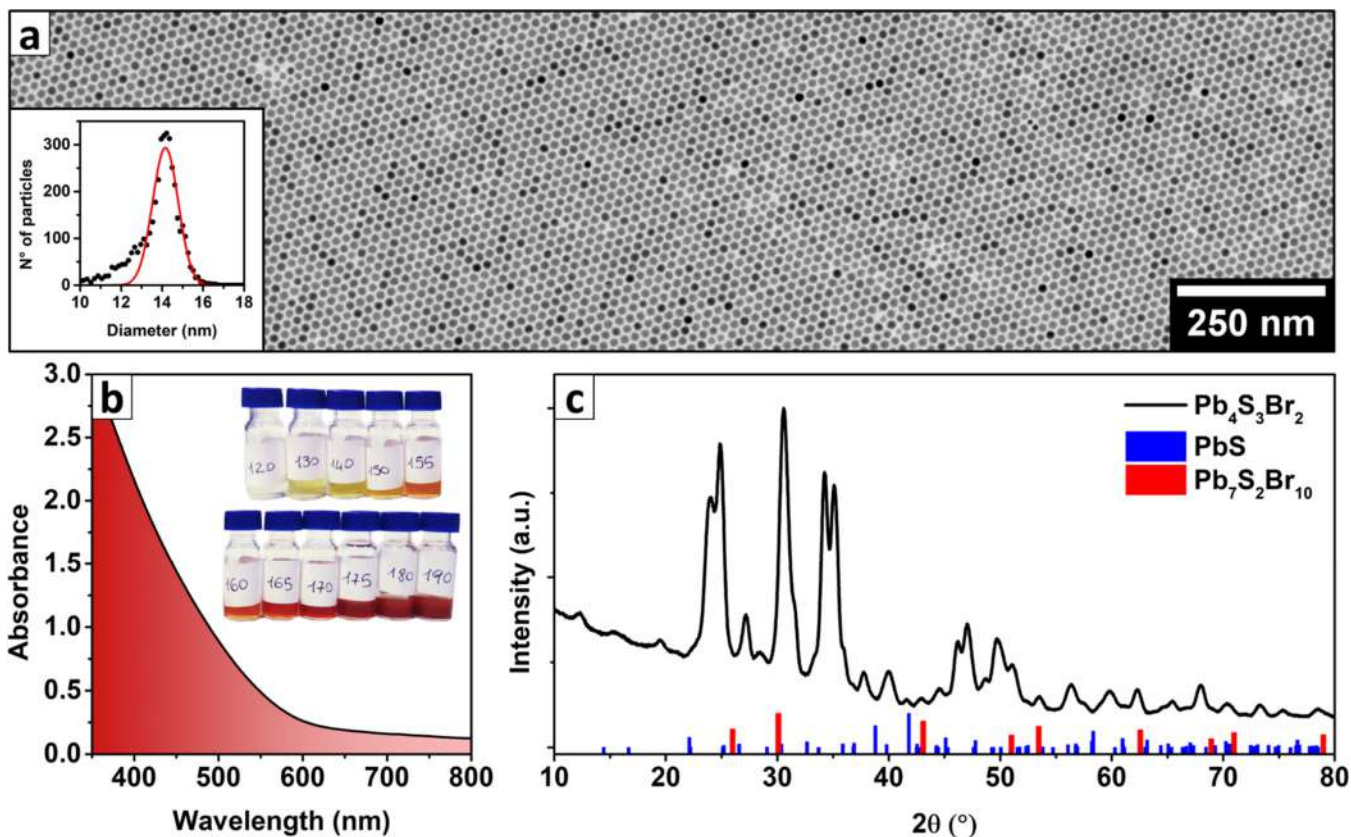 a
N° of particles
300
200
100
0
10 12 14 16 18
Diameter (nm)
250 nm
b
Absorbance
3.0
2.5
2.0
1.5
1.0
0.5
0.0
400 500 600 700 800
Wavelength (nm)
120 130 140 150 155
160 165 170 175 180 190
c
Intensity (a.u.)
Pb₄S₃Br₂
PbS
Pb₇S₂Br₁₀
10 20 30 40 50 60 70 80
2θ (°)